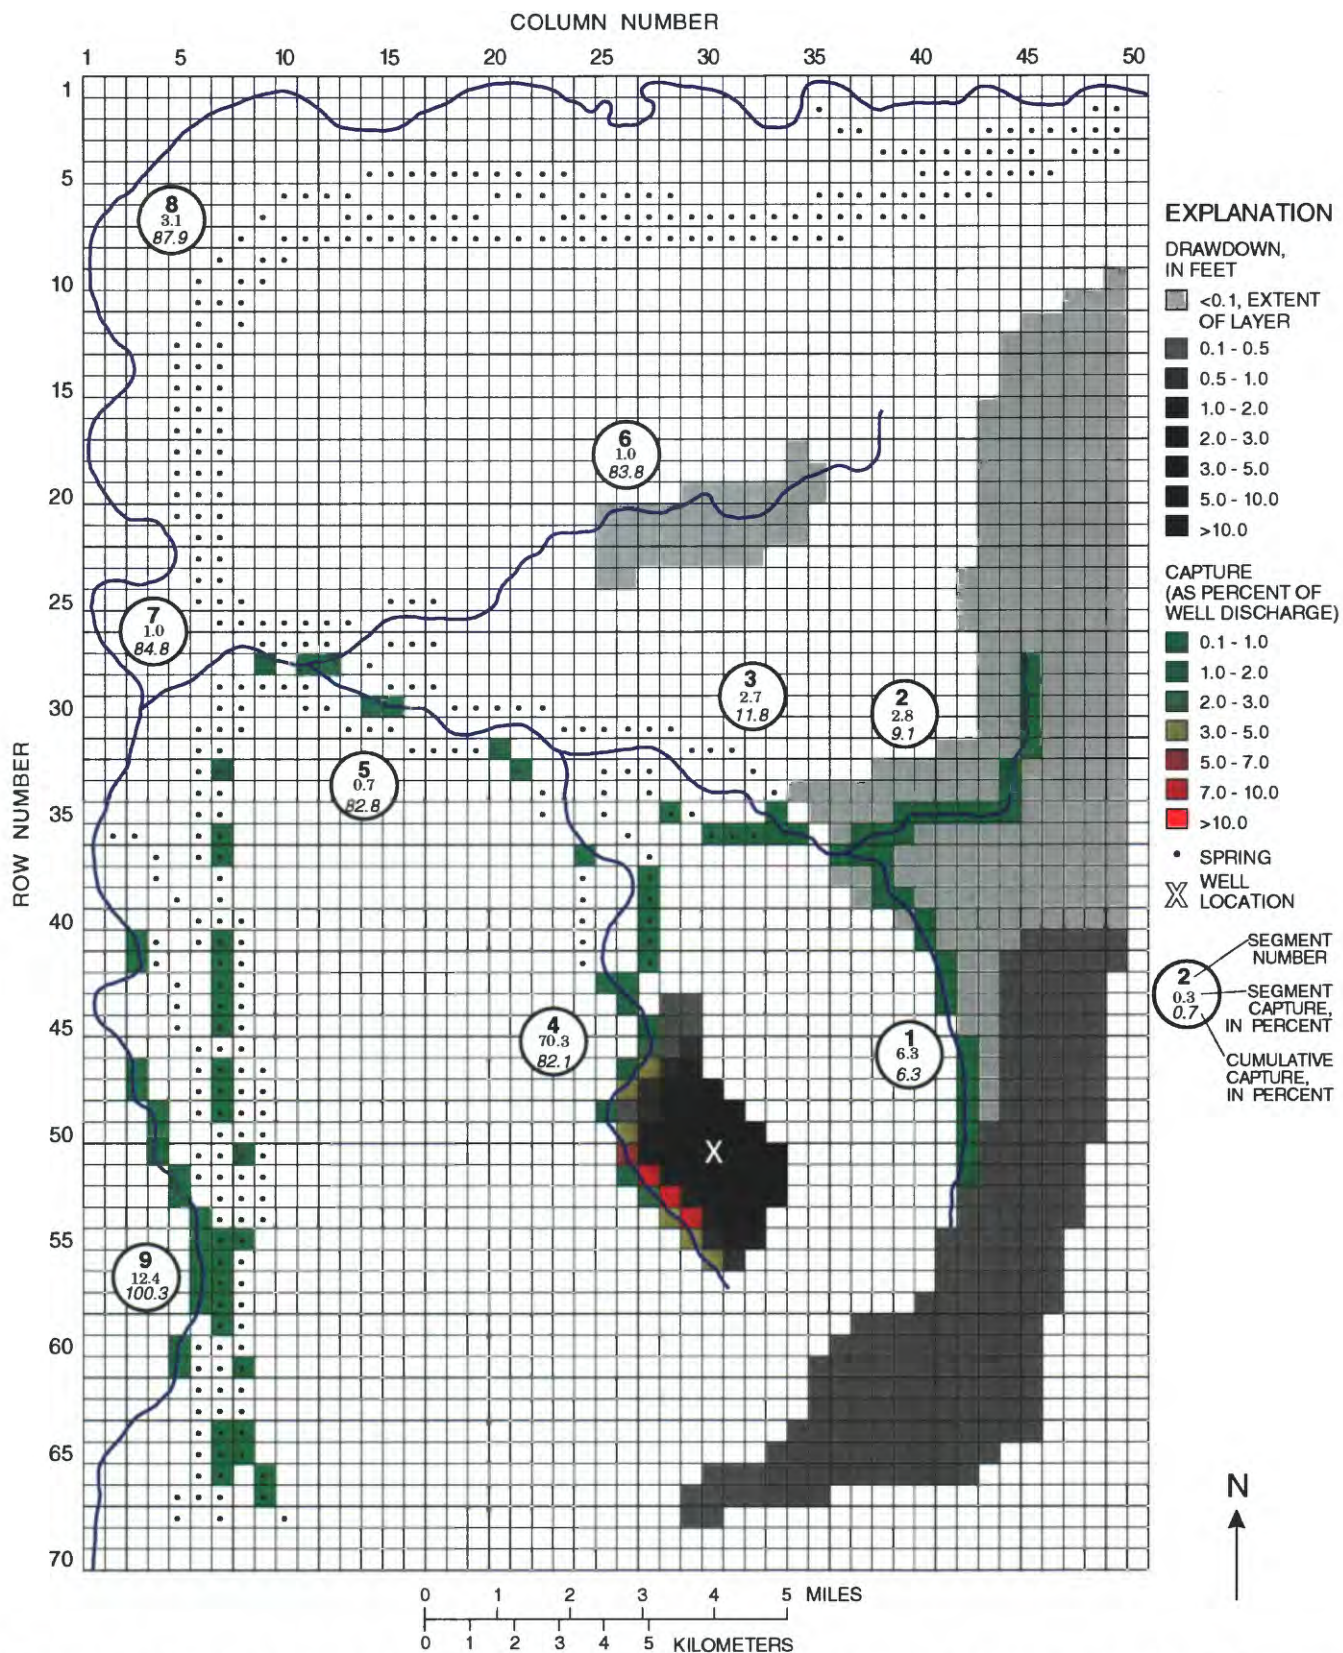 COLUMN NUMBER
1 5 10 15 20 25 30 35 40 45 50
ROW NUMBER
1
5
10
15
20
25
30
35
40
45
50
55
60
65
70
8
3.1
87.9
6
1.0
83.8
7
1.0
84.8
3
2.7
11.8
2
2.8
9.1
5
0.7
82.8
4
70.3
82.1
1
6.3
6.3
X
9
12.4
100.3
EXPLANATION
DRAWDOWN,
IN FEET
<0.1, EXTENT
OF LAYER
0.1 - 0.5
0.5 - 1.0
1.0 - 2.0
2.0 - 3.0
3.0 - 5.0
5.0 - 10.0
>10.0
CAPTURE
(AS PERCENT OF
WELL DISCHARGE)
0.1 - 1.0
1.0 - 2.0
2.0 - 3.0
3.0 - 5.0
5.0 - 7.0
7.0 - 10.0
>10.0
SPRING
X WELL
LOCATION
2
0.3
0.7
SEGMENT
NUMBER
SEGMENT
CAPTURE,
IN PERCENT
CUMULATIVE
CAPTURE,
IN PERCENT
N
0 1 2 3 4 5 MILES
0 1 2 3 4 5 KILOMETERS